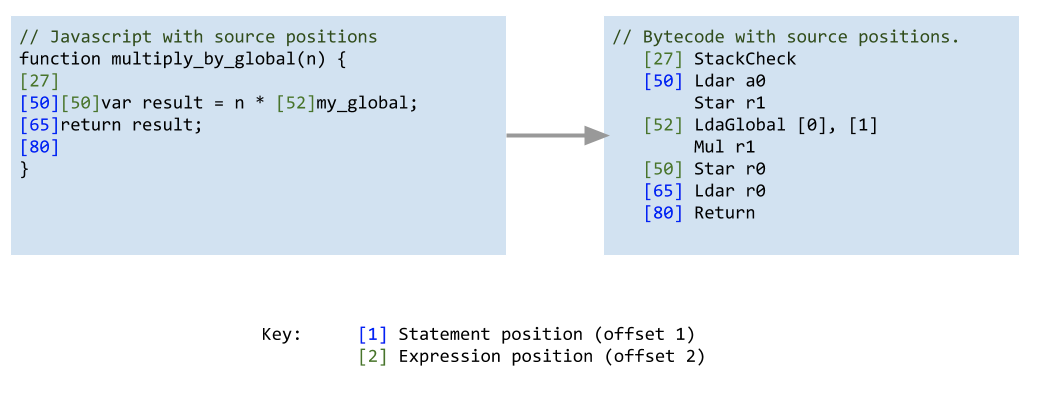 // Javascript with source positions
function multiply_by_global(n) {
[27]
[50][50]var result = n * [52]my_global;
[65]return result;
[80]
}
// Bytecode with source positions.
[27] StackCheck
[50] Ldar a0
Star r1
[52] LdaGlobal [0], [1]
Mul r1
[50] Star r0
[65] Ldar r0
[80] Return
Key: [1] Statement position (offset 1)
[2] Expression position (offset 2)